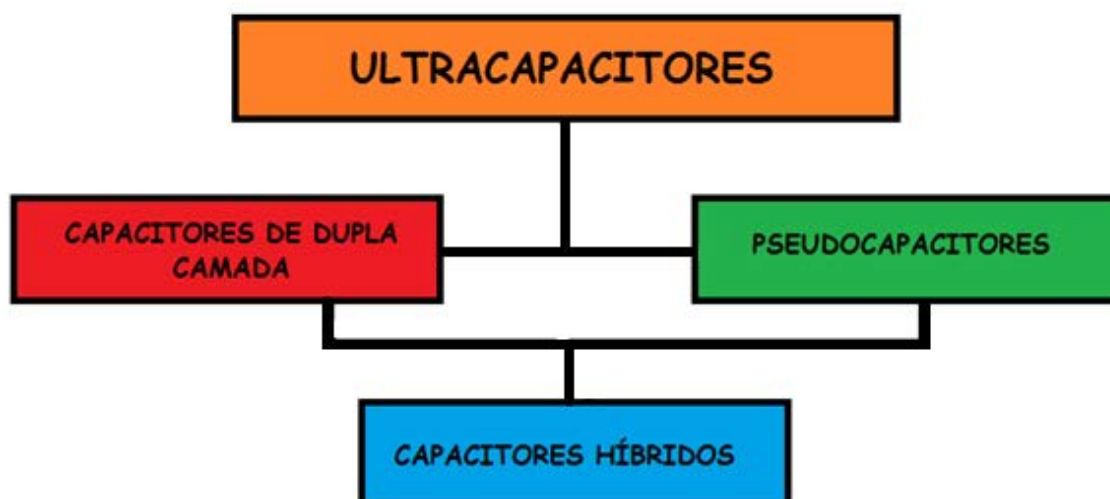 ULTRACAPACITORES
CAPACITORES DE DUPLA
CAMADA
PSEUDOCAPACITORES
CAPACITORES HÍBRIDOS